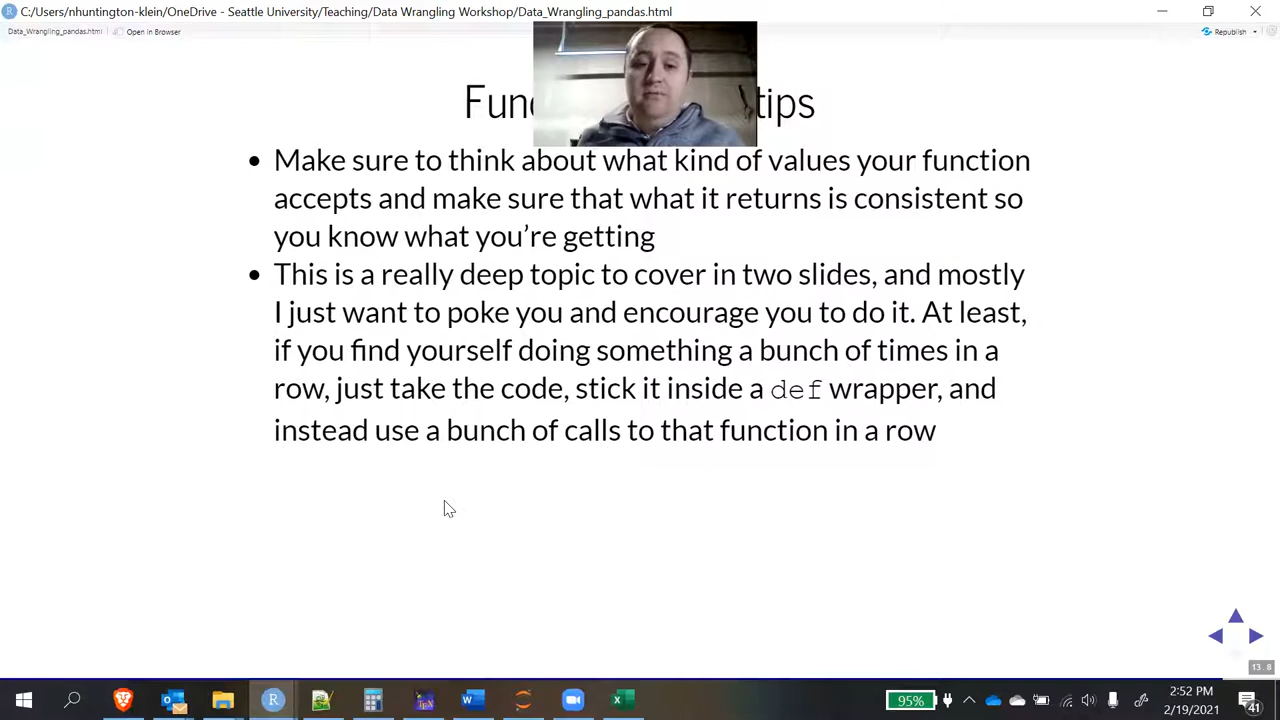 C:/Users/nhuntington-klein/OneDrive - Seattle University/Teaching/Data Wrangling Workshop/Data_Wrangling_pandas.html
Data_Wrangling_pandas.html Open in Browser Republish
tips
Make sure to think about what kind of values your function
accepts and make sure that what it returns is consistent so
you know what you’re getting
This is a really deep topic to cover in two slides, and mostly
I just want to poke you and encourage you to do it. At least,
if you find yourself doing something a bunch of times in a
row, just take the code, stick it inside a def wrapper, and
instead use a bunch of calls to that function in a row
13.8
95%
2:52 PM
2/19/2021
41